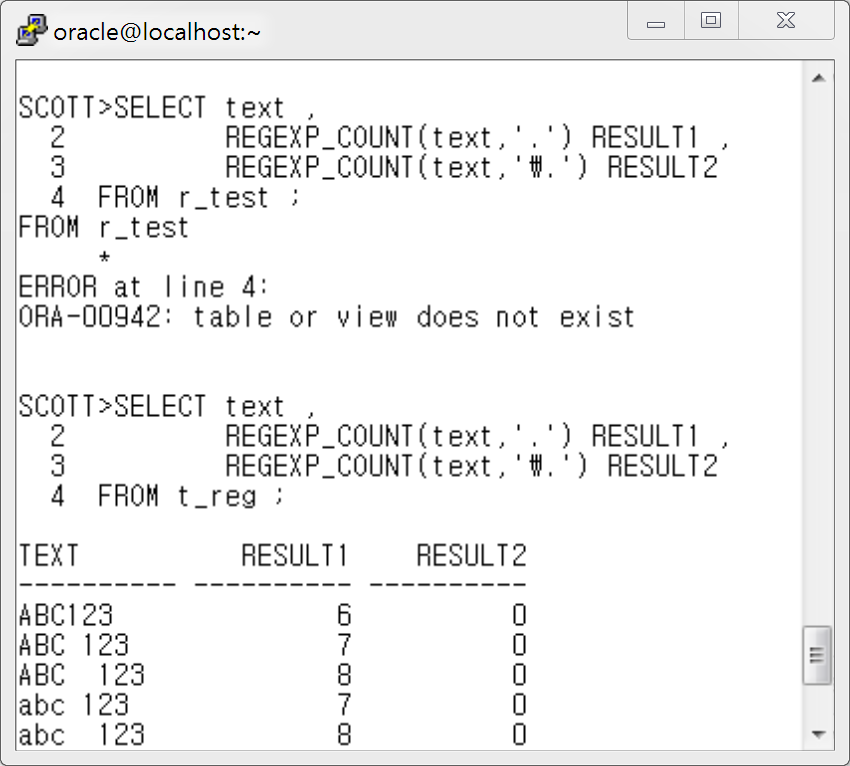 oracle@localhost:~
SCOTT>SELECT text ,
  2          REGEXP_COUNT(text,'.') RESULT1 ,
  3          REGEXP_COUNT(text,'₩.') RESULT2
  4  FROM r_test ;
FROM r_test
     *
ERROR at line 4:
ORA-00942: table or view does not exist
SCOTT>SELECT text ,
  2          REGEXP_COUNT(text,'.') RESULT1 ,
  3          REGEXP_COUNT(text,'₩.') RESULT2
  4  FROM t_reg ;
TEXT          RESULT1    RESULT2
---------- ---------- ----------
ABC123              6          0
ABC 123             7          0
ABC  123            8          0
abc 123             7          0
abc  123            8          0